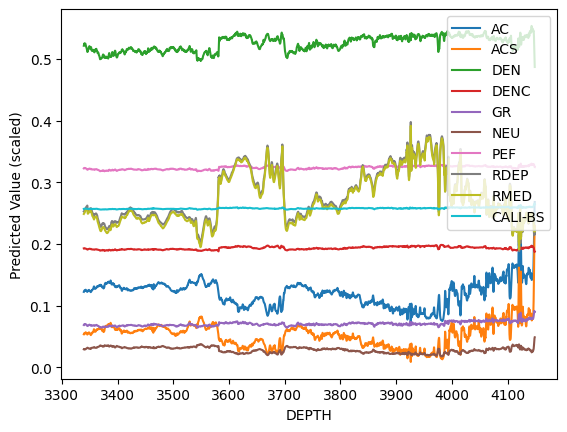 Predicted Value (scaled)
0.5
0.4
0.3
0.2
0.1
0.0
3300 3400 3500 3600 3700 3800 3900 4000 4100
DEPTH
AC
ACS
DEN
DENC
GR
NEU
PEF
RDEP
RMED
CALI-BS